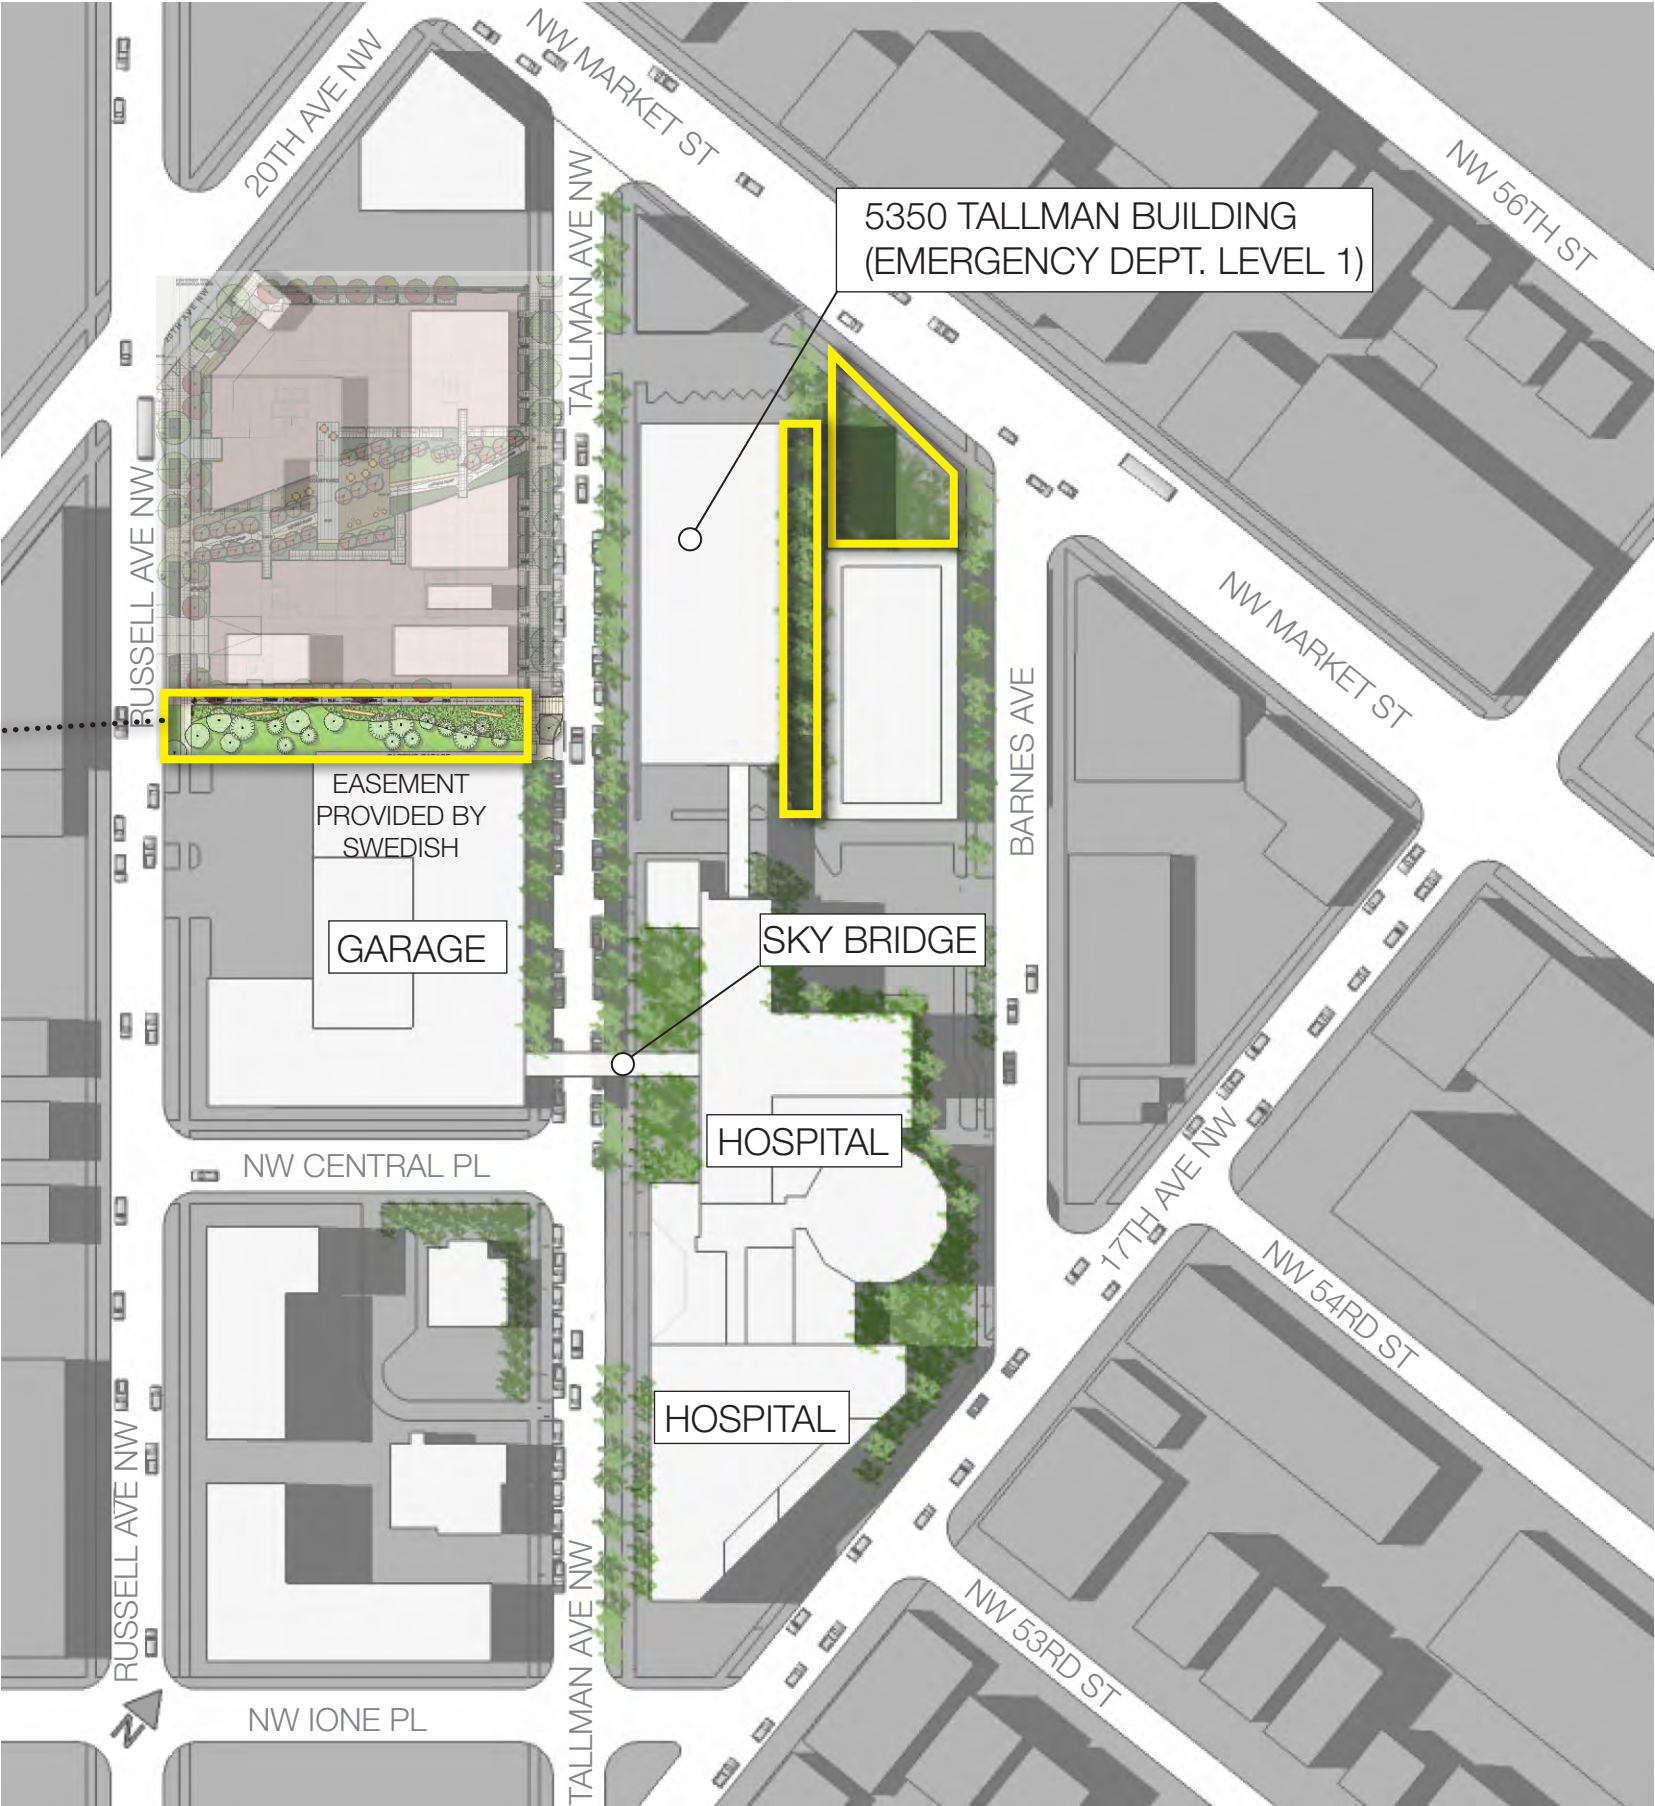 20TH AVE NW
NW MARKET ST
NW 56TH ST
TALLMAN AVE NW
5350 TALLMAN BUILDING
(EMERGENCY DEPT. LEVEL 1)
20TH AVE NW
RUSSELL AVE NW
NW MARKET ST
BARNES AVE
EASEMENT
PROVIDED BY
SWEDISH
GARAGE
SKY BRIDGE
HOSPITAL
NW CENTRAL PL
17TH AVE NW
NW 54RD ST
HOSPITAL
RUSSELL AVE NW
TALLMAN AVE NW
NW 53RD ST
N
NW IONE PL